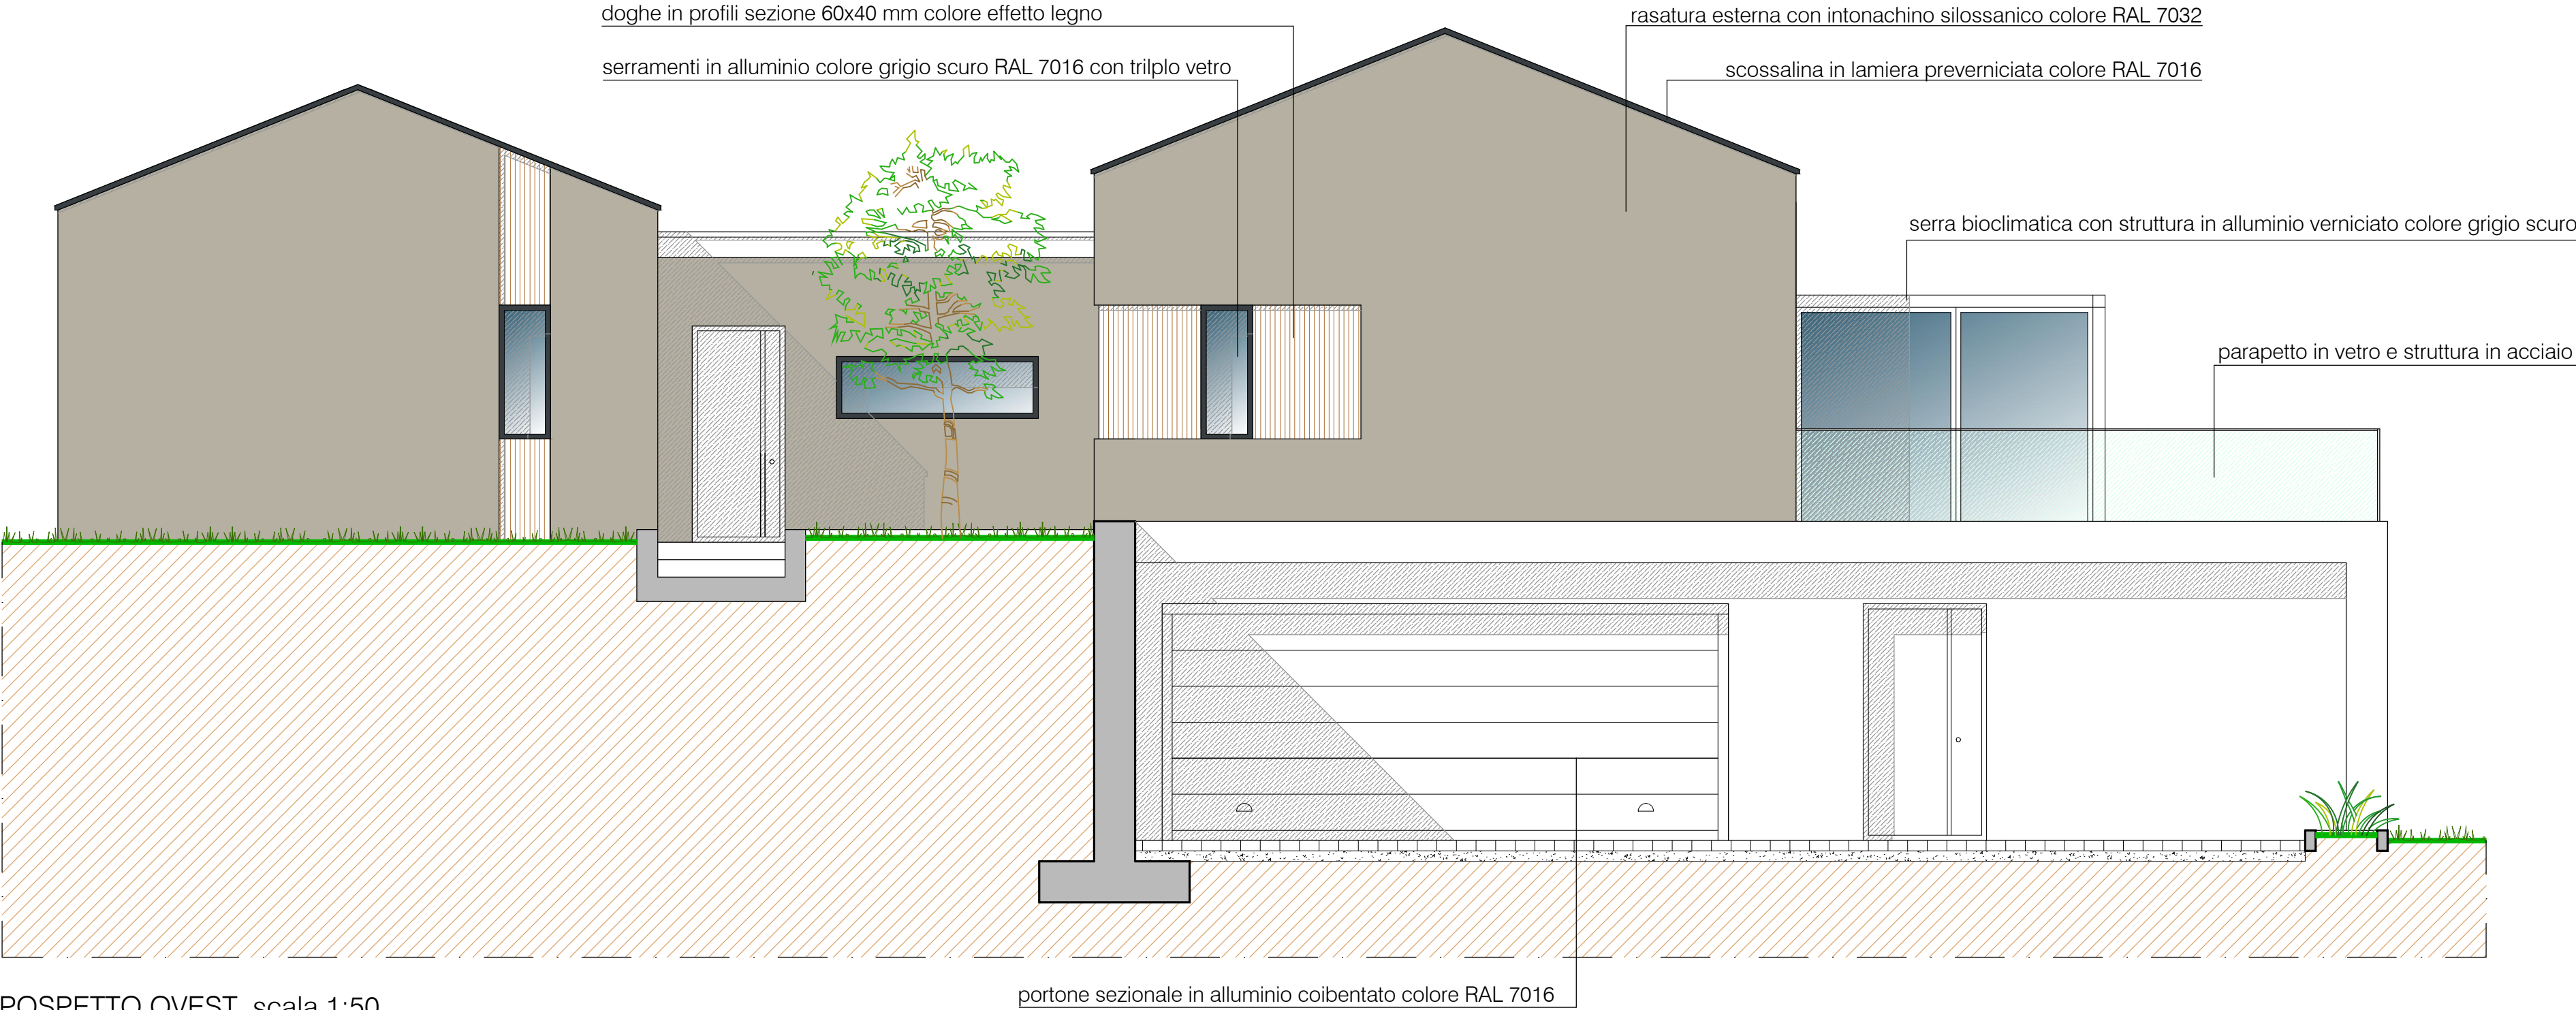 doghe in profili sezione 60x40 mm colore effetto legno
rasatura esterna con intonachino silossanico colore RAL 7032
serramenti in alluminio colore grigio scuro RAL 7016 con trilplo vetro
scossalina in lamiera preverniciata colore RAL 7016
serra bioclimatica con struttura in alluminio verniciato colore grigio scuro
parapetto in vetro e struttura in acciaio
portone sezionale in alluminio coibentato colore RAL 7016
POSPETTO OVEST scala 1:50